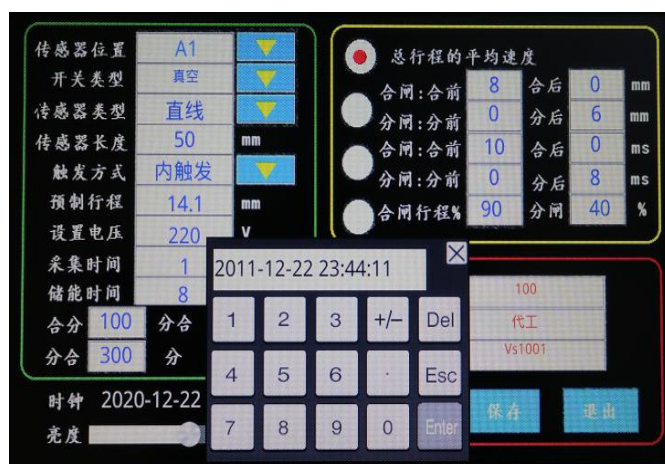 传感器位置 A1
开关类型 真空
传感器类型 直线
传感器长度 50 mm
触发方式 内触发
预制行程 14.1 mm
设置电压 220 V
采集时间 1
储能时间 8
合分 100 分合
分合 300 分
时钟 2020-12-22
亮度
总行程的平均速度
合闸:合前 8 合后 0 mm
分闸:分前 0 分后 6 mm
合闸:合前 10 合后 0 ms
分闸:分前 0 分后 8 ms
合闸行程% 90 分闸 40 %
2011-12-22 23:44:11
1 2 3 +/- Del
4 5 6 . Esc
7 8 9 0 Enter
100
代工
Vs1001
保存 退出